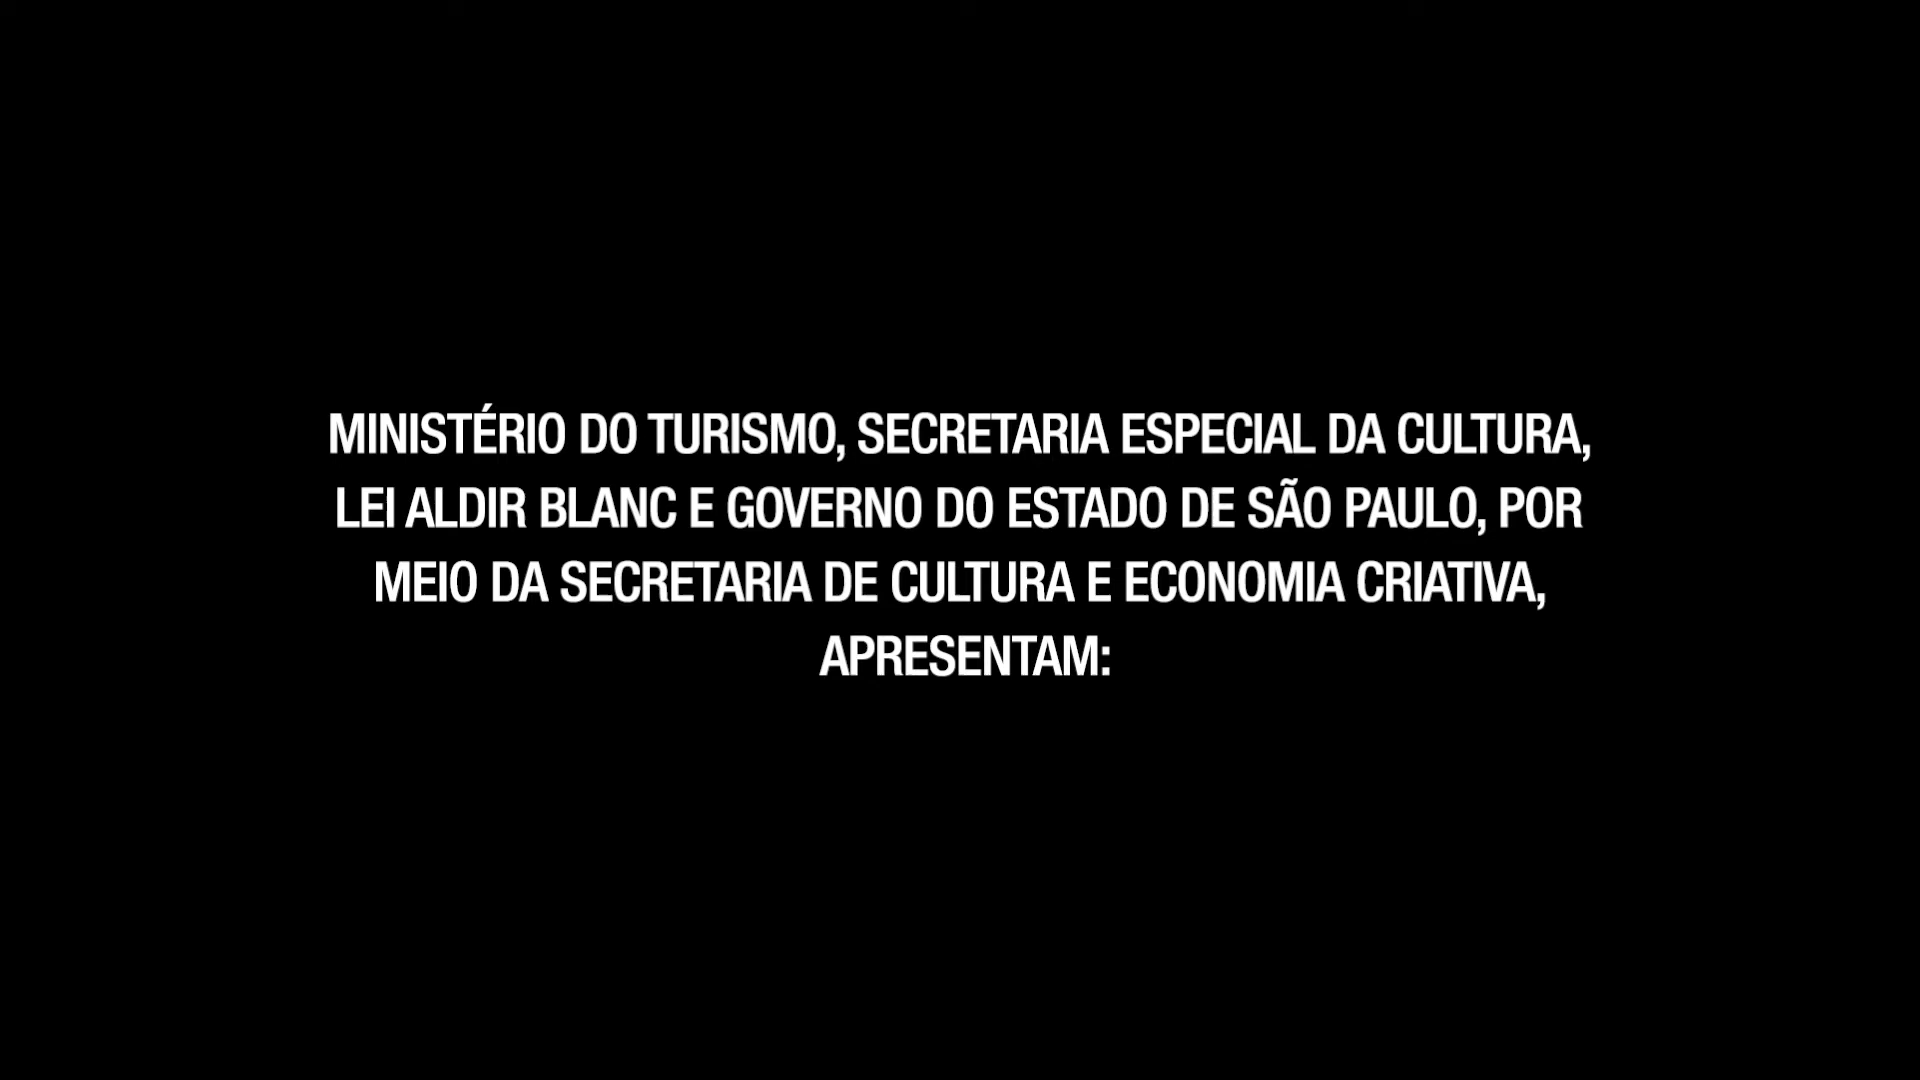 MINISTÉRIO DO TURISMO, SECRETARIA ESPECIAL DA CULTURA,
LEI ALDIR BLANC E GOVERNO DO ESTADO DE SÃO PAULO, POR
MEIO DA SECRETARIA DE CULTURA E ECONOMIA CRIATIVA,
APRESENTAM: